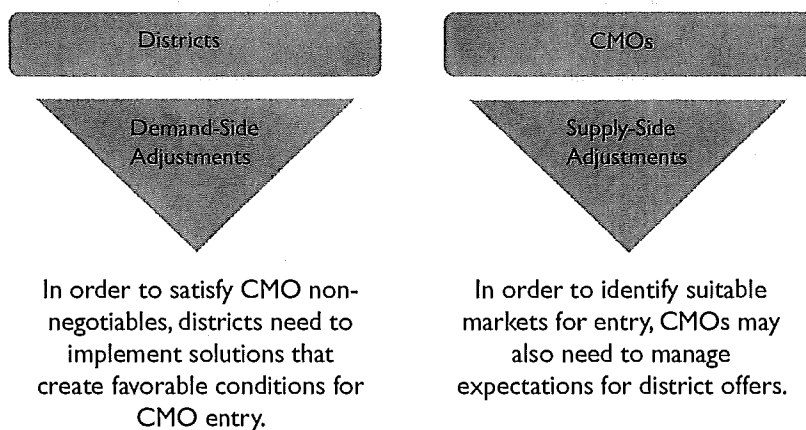 Districts
Demand-Side
Adjustments
In order to satisfy CMO non-
negotiables, districts need to
implement solutions that
create favorable conditions for
CMO entry.
CMOs
Supply-Side
Adjustments
In order to identify suitable
markets for entry, CMOs may
also need to manage
expectations for district offers.